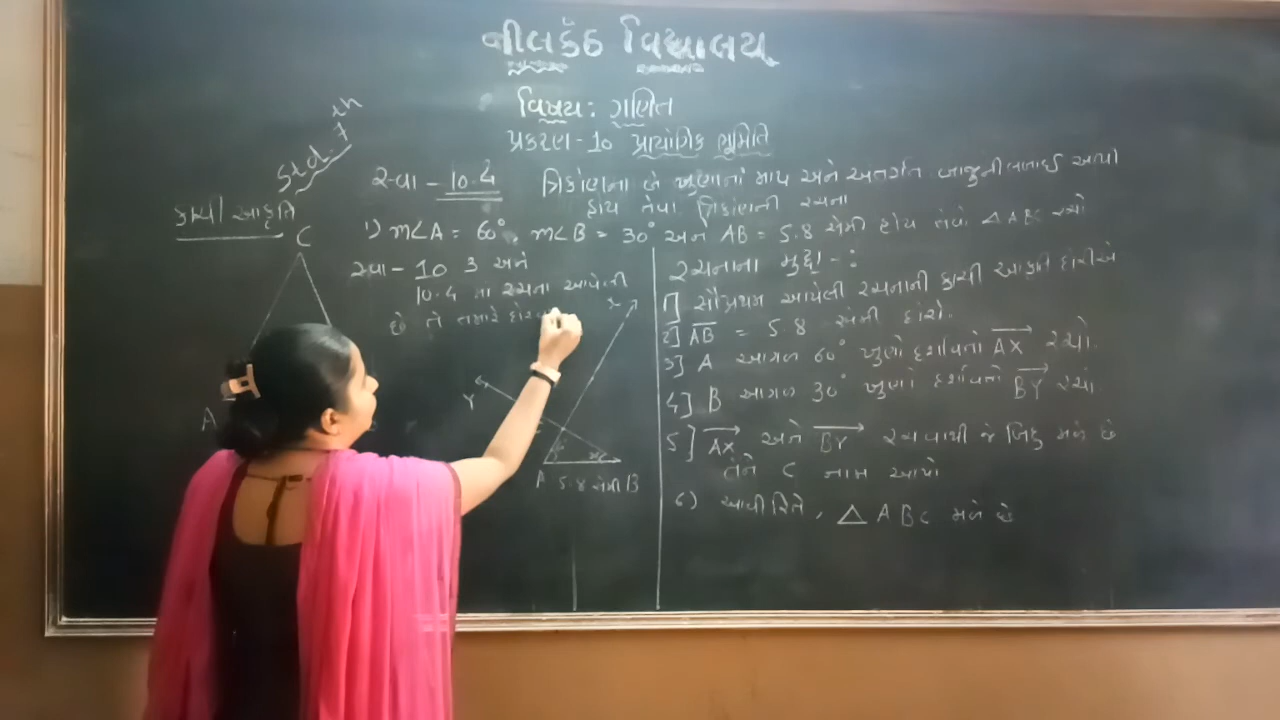 નીલકંઠ વિદ્યાલય
વિષય: ગણિત
પ્રકરણ-10 પ્રાયોગિક ભૂમિતિ
Std. 7th
સ્વા - 10.4 ત્રિકોણના બે ખુણાનાં માપ અને અંતર્ગત બાજુની લંબાઈ આપી
હોય તેવા ત્રિકોણની રચના
કાચી આકૃતિ
1) m∠A = 60°, m∠B = 30° અને AB = 5.8 સેમી હોય તેવો △ABC રચો
C
A
સ્વા - 10 3 અને
10.4 ના રચના આપેલી
છે તે તમારે દોરવ
X
Y
A 5.8 સેમી B
રચનાના મુદ્દા -:
1] સૌપ્રથમ આપેલી રચનાની કાચી આકૃતિ દોરીએ
2] AB = 5.8 સેમી દોરો.
3] A આગળ 60° ખુણો દર્શાવતો AX રચો.
4] B આગળ 30° ખુણો દર્શાવતો BY રચો
5] AX અને BY રચવાથી જે બિંદુ મળે છે
તેને C નામ આપો
6) આવી રીતે, △ABC મળે છે